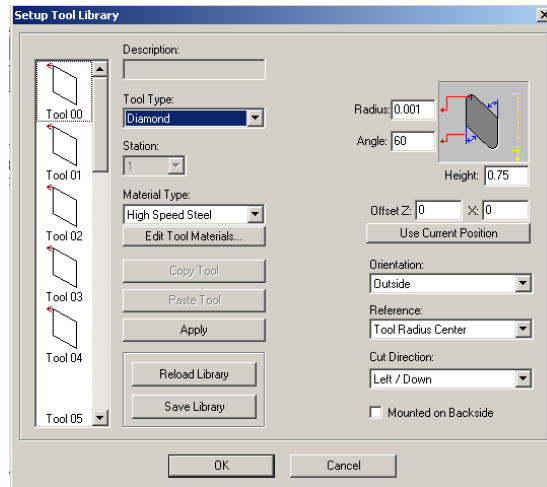 Setup Tool Library
Tool 00
Tool 01
Tool 02
Tool 03
Tool 04
Tool 05
Description:
Tool Type:
Diamond
Station:
1
Material Type:
High Speed Steel
Edit Tool Materials...
Copy Tool
Paste Tool
Apply
Reload Library
Save Library
Radius: 0.001
Angle: 60
Height: 0.75
Offset Z: 0 X: 0
Use Current Position
Orientation:
Outside
Reference:
Tool Radius Center
Cut Direction:
Left / Down
Mounted on Backside
OK
Cancel